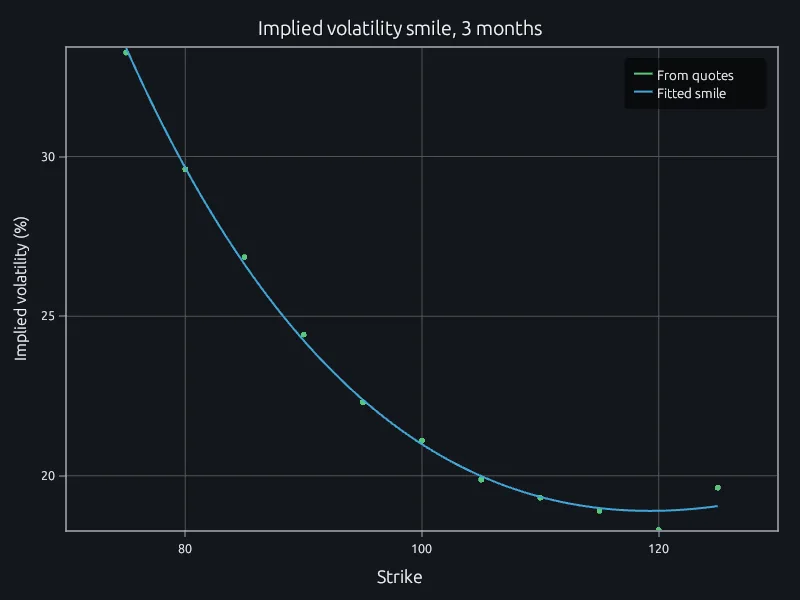 Implied volatility smile, 3 months
From quotes
Fitted smile
30
25
20
Implied volatility (%)
80
100
120
Strike